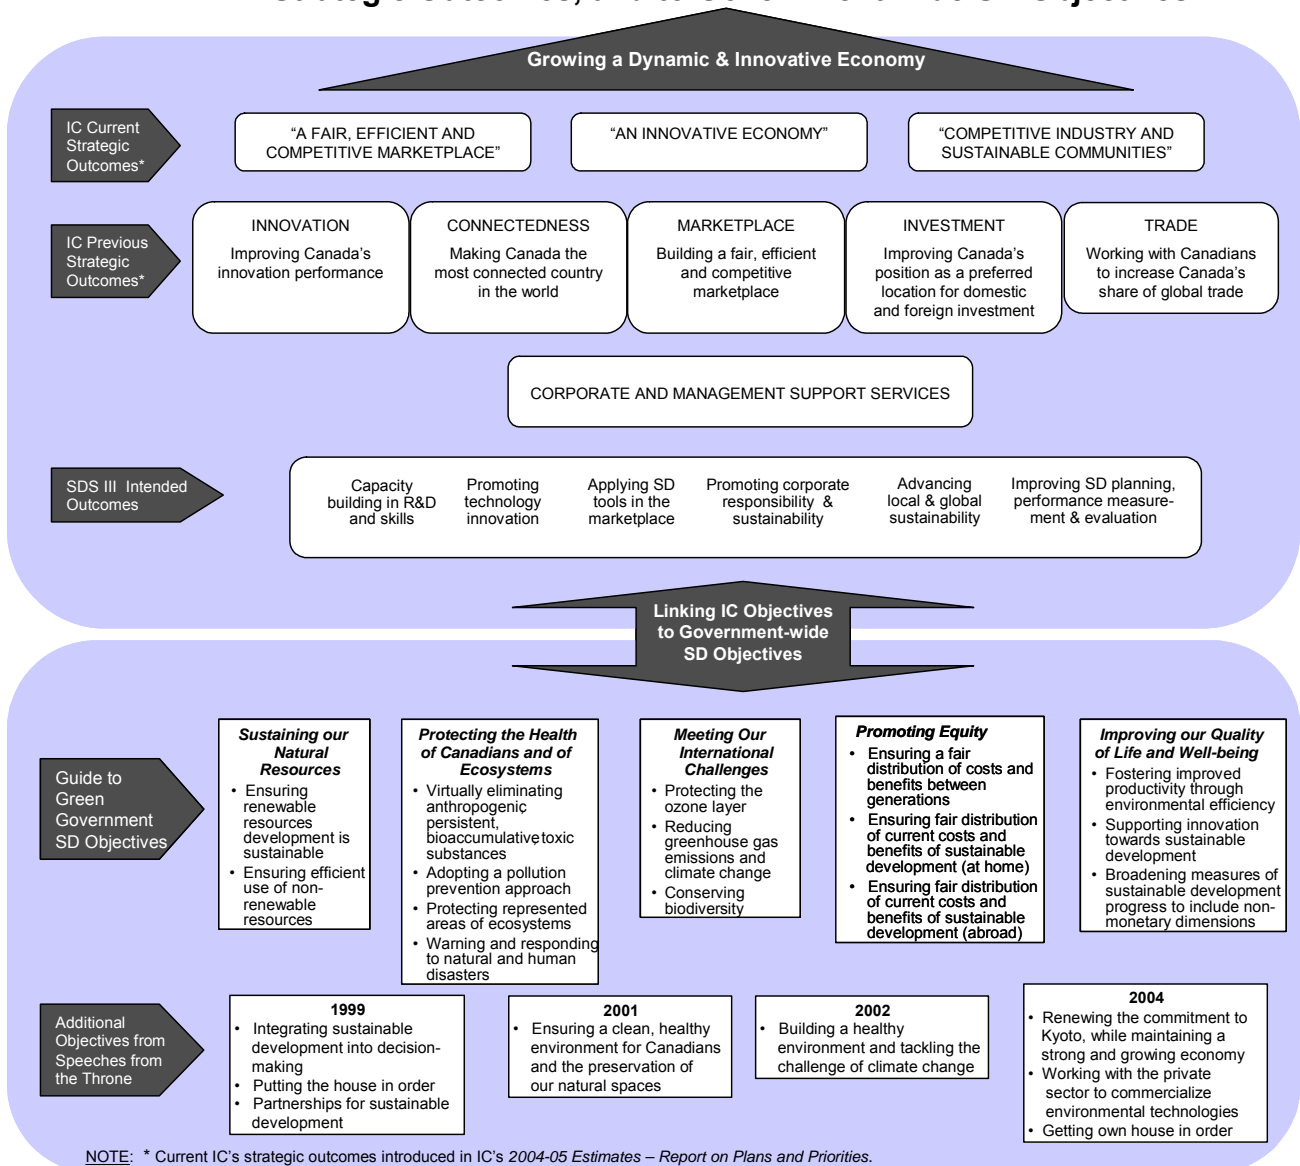 Growing a Dynamic & Innovative Economy
IC Current
Strategic
Outcomes*
“A FAIR, EFFICIENT AND
COMPETITIVE MARKETPLACE”
“AN INNOVATIVE ECONOMY”
“COMPETITIVE INDUSTRY AND
SUSTAINABLE COMMUNITIES”
IC Previous
Strategic
Outcomes*
INNOVATION
Improving Canada’s
innovation performance
CONNECTEDNESS
Making Canada the
most connected country
in the world
MARKETPLACE
Building a fair, efficient
and competitive
marketplace
INVESTMENT
Improving Canada’s
position as a preferred
location for domestic
and foreign investment
TRADE
Working with Canadians
to increase Canada’s
share of global trade
CORPORATE AND MANAGEMENT SUPPORT SERVICES
SDS III Intended
Outcomes
Capacity
building in R&D
and skills
Promoting
technology
innovation
Applying SD
tools in the
marketplace
Promoting corporate
responsibility &
sustainability
Advancing
local & global
sustainability
Improving SD planning,
performance measure-
ment & evaluation
Linking IC Objectives
to Government-wide
SD Objectives
Guide to
Green
Government
SD Objectives
Sustaining our
Natural
Resources
• Ensuring
renewable
resources
development is
sustainable
• Ensuring efficient
use of non-
renewable
resources
Protecting the Health
of Canadians and of
Ecosystems
• Virtually eliminating
anthropogenic,
persistent,
bioaccumulative, toxic
substances
• Adopting a pollution
prevention approach
• Protecting represented
areas of ecosystems
• Warning and responding
to natural and human
disasters
Meeting Our
International
Challenges
• Protecting the
ozone layer
• Reducing
greenhouse gas
emissions and
climate change
• Conserving
biodiversity
Promoting Equity
• Ensuring a fair
distribution of costs and
benefits between
generations
• Ensuring fair distribution
of current costs and
benefits of sustainable
development (at home)
• Ensuring fair distribution
of current costs and
benefits of sustainable
development (abroad)
Improving our Quality
of Life and Well-being
• Fostering improved
productivity through
environmental efficiency
• Supporting innovation
towards sustainable
development
• Broadening measures of
sustainable development
progress to include non-
monetary dimensions
Additional
Objectives from
Speeches from
the Throne
1999
• Integrating sustainable
development into decision-
making
• Putting the house in order
• Partnerships for sustainable
development
2001
• Ensuring a clean, healthy
environment for Canadians
and the preservation of
our natural spaces
2002
• Building a healthy
environment and tackling the
challenge of climate change
2004
• Renewing the commitment to
Kyoto, while maintaining a
strong and growing economy
• Working with the private
sector to commercialize
environmental technologies
• Getting own house in order
NOTE: * Current IC’s strategic outcomes introduced in IC’s 2004-05 Estimates – Report on Plans and Priorities.